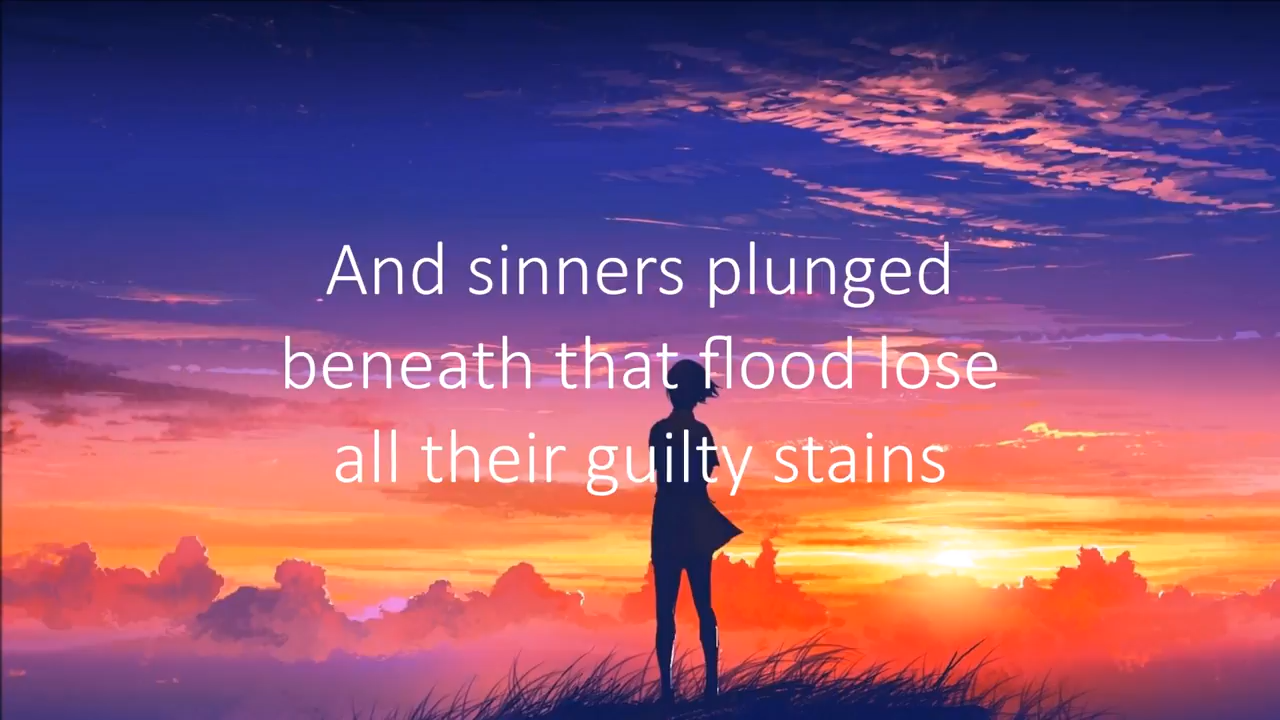 And sinners plunged
beneath that flood lose
all their guilty stains